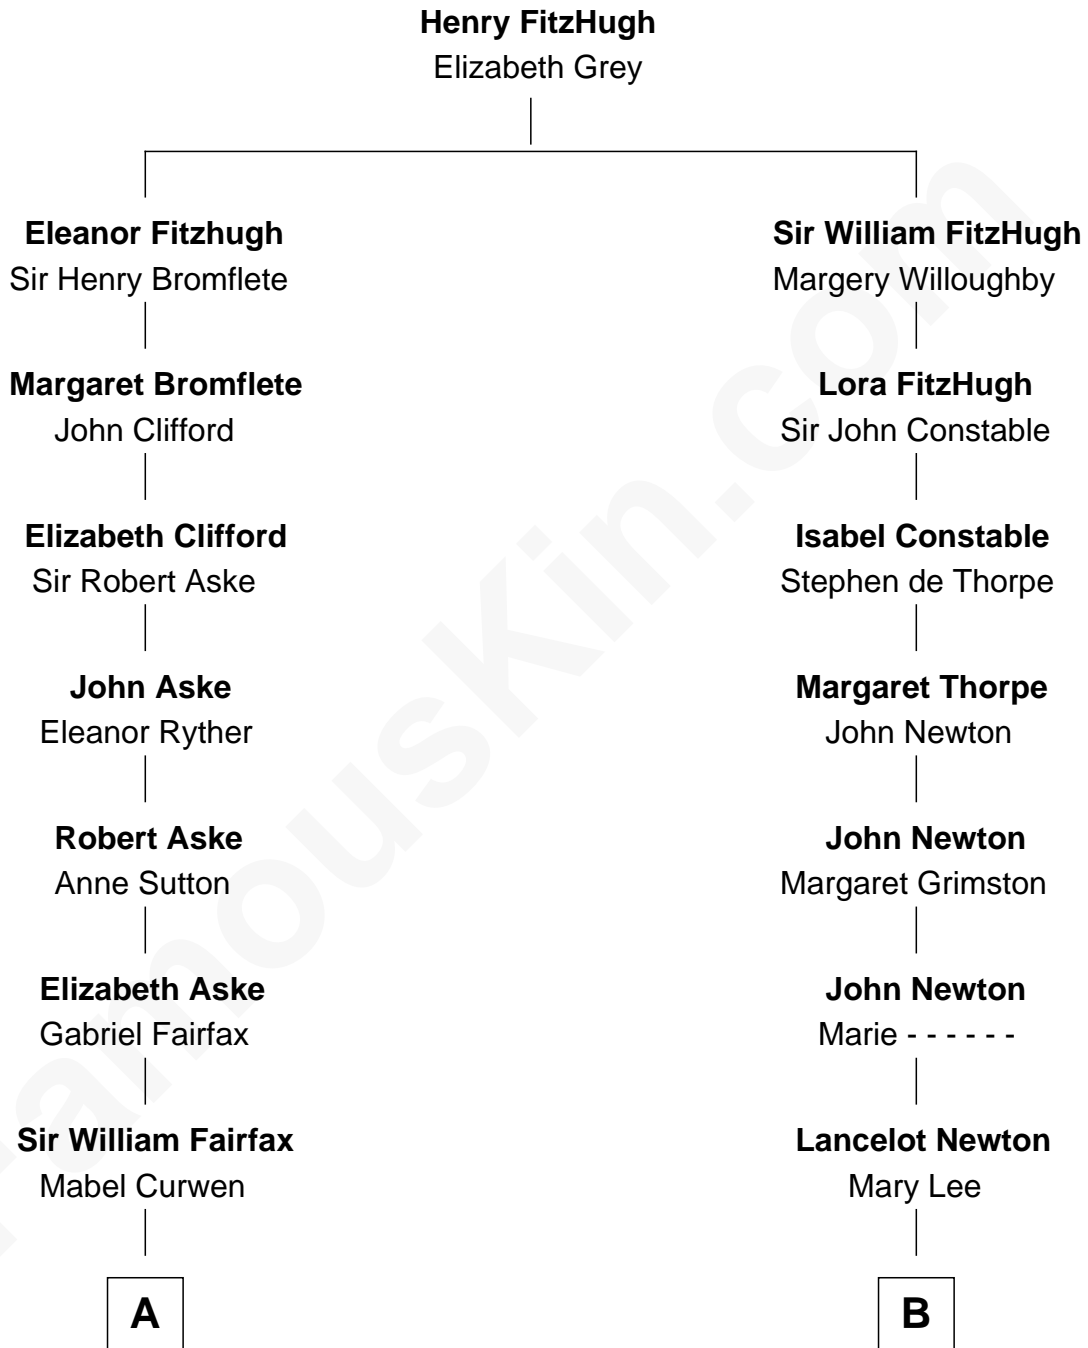 Henry FitzHugh
Elizabeth Grey
Eleanor Fitzhugh
Sir Henry Bromflete
Margaret Bromflete
John Clifford
Elizabeth Clifford
Sir Robert Aske
John Aske
Eleanor Ryther
Robert Aske
Anne Sutton
Elizabeth Aske
Gabriel Fairfax
Sir William Fairfax
Mabel Curwen
A
Sir William FitzHugh
Margery Willoughby
Lora FitzHugh
Sir John Constable
Isabel Constable
Stephen de Thorpe
Margaret Thorpe
John Newton
John Newton
Margaret Grimston
John Newton
Marie - - - - - -
Lancelot Newton
Mary Lee
B
FamousKin.com